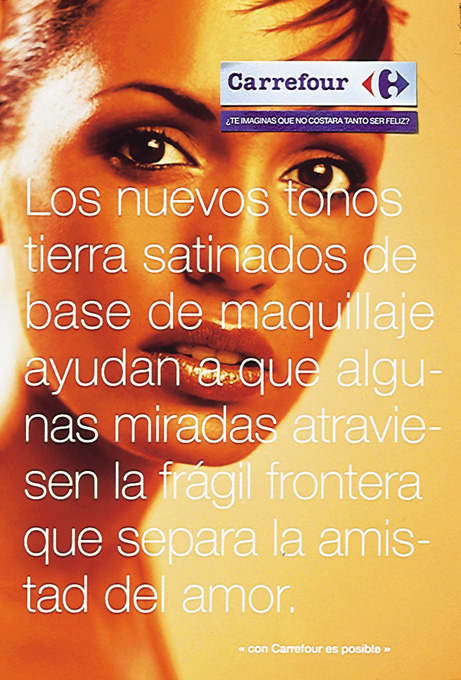 Carrefour
¿TE IMAGINAS QUE NO COSTARA TANTO SER FELIZ?
Los nuevos tonos
tierra satinados de
base de maquillaje
ayudan a que algu-
nas miradas atravie-
sen la frágil frontera
que separa la amis-
tad del amor.
« con Carrefour es posible »